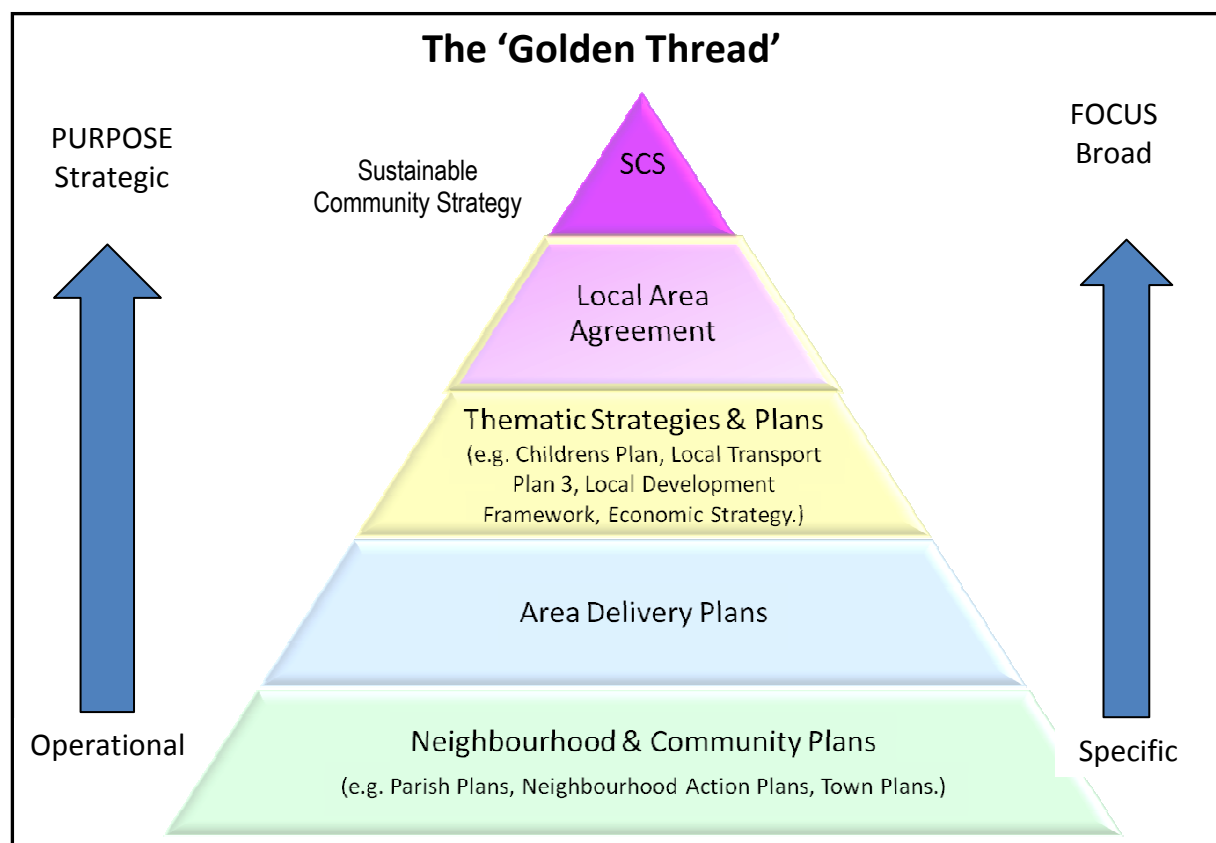 The ‘Golden Thread’
PURPOSE
Strategic
FOCUS
Broad
Sustainable
Community Strategy
SCS
Local Area
Agreement
Thematic Strategies & Plans
(e.g. Childrens Plan, Local Transport
Plan 3, Local Development
Framework, Economic Strategy.)
Area Delivery Plans
Operational
Specific
Neighbourhood & Community Plans
(e.g. Parish Plans, Neighbourhood Action Plans, Town Plans.)